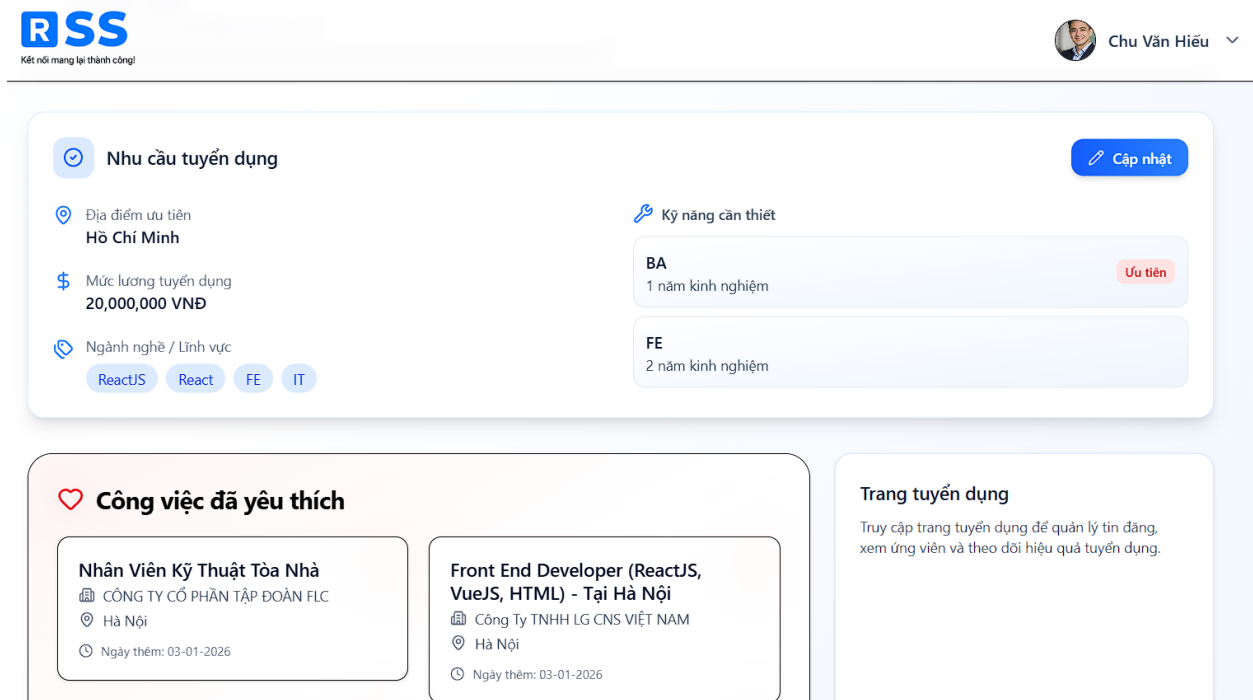 RSS
Kết nối mang lại thành công!
Chu Văn Hiếu
Nhu cầu tuyển dụng
Cập nhật
Địa điểm ưu tiên
Hồ Chí Minh
Mức lương tuyển dụng
20,000,000 VNĐ
Ngành nghề / Lĩnh vực
ReactJS
React
FE
IT
Kỹ năng cần thiết
BA
1 năm kinh nghiệm
Ưu tiên
FE
2 năm kinh nghiệm
Công việc đã yêu thích
Nhân Viên Kỹ Thuật Tòa Nhà
CÔNG TY CỔ PHẦN TẬP ĐOÀN FLC
Hà Nội
Ngày thêm: 03-01-2026
Front End Developer (ReactJS,
VueJS, HTML) - Tại Hà Nội
Công Ty TNHH LG CNS VIỆT NAM
Hà Nội
Ngày thêm: 03-01-2026
Trang tuyển dụng
Truy cập trang tuyển dụng để quản lý tin đăng,
xem ứng viên và theo dõi hiệu quả tuyển dụng.